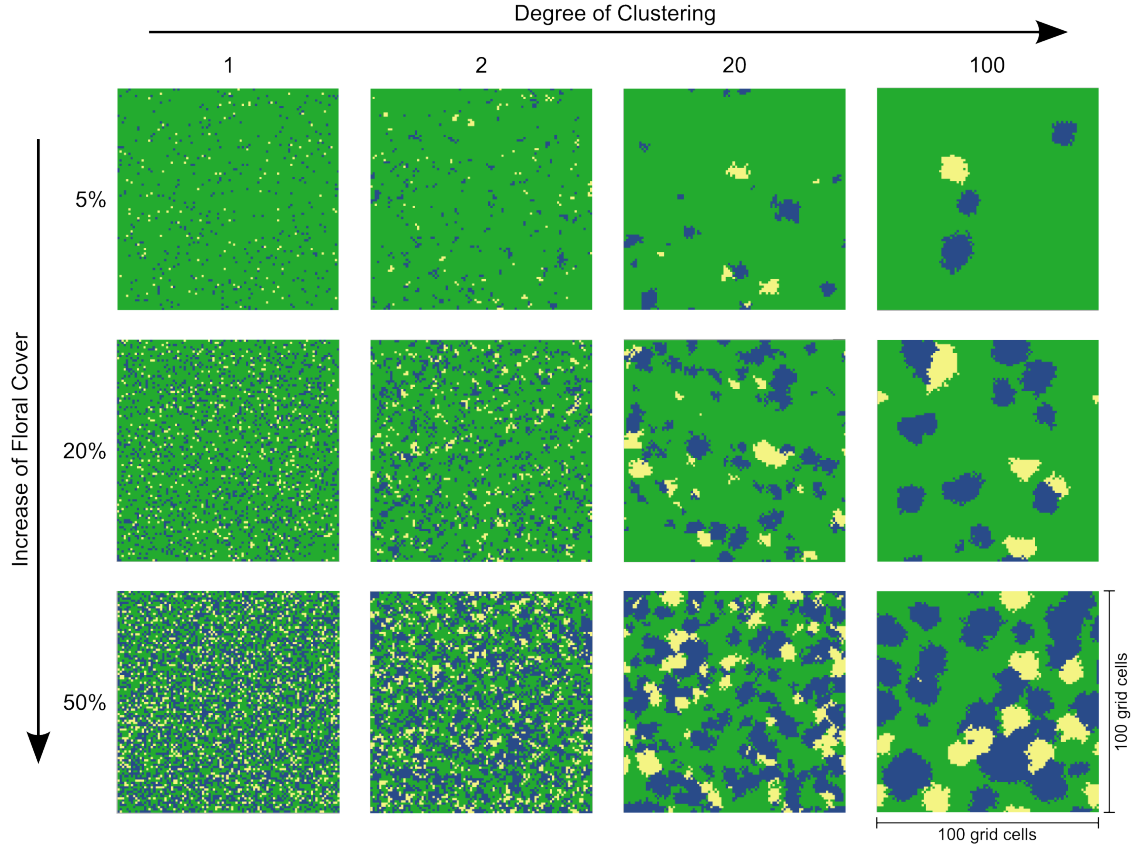 Degree of Clustering
1 2 20 100
Increase of Floral Cover
5%
20%
50%
100 grid cells
100 grid cells